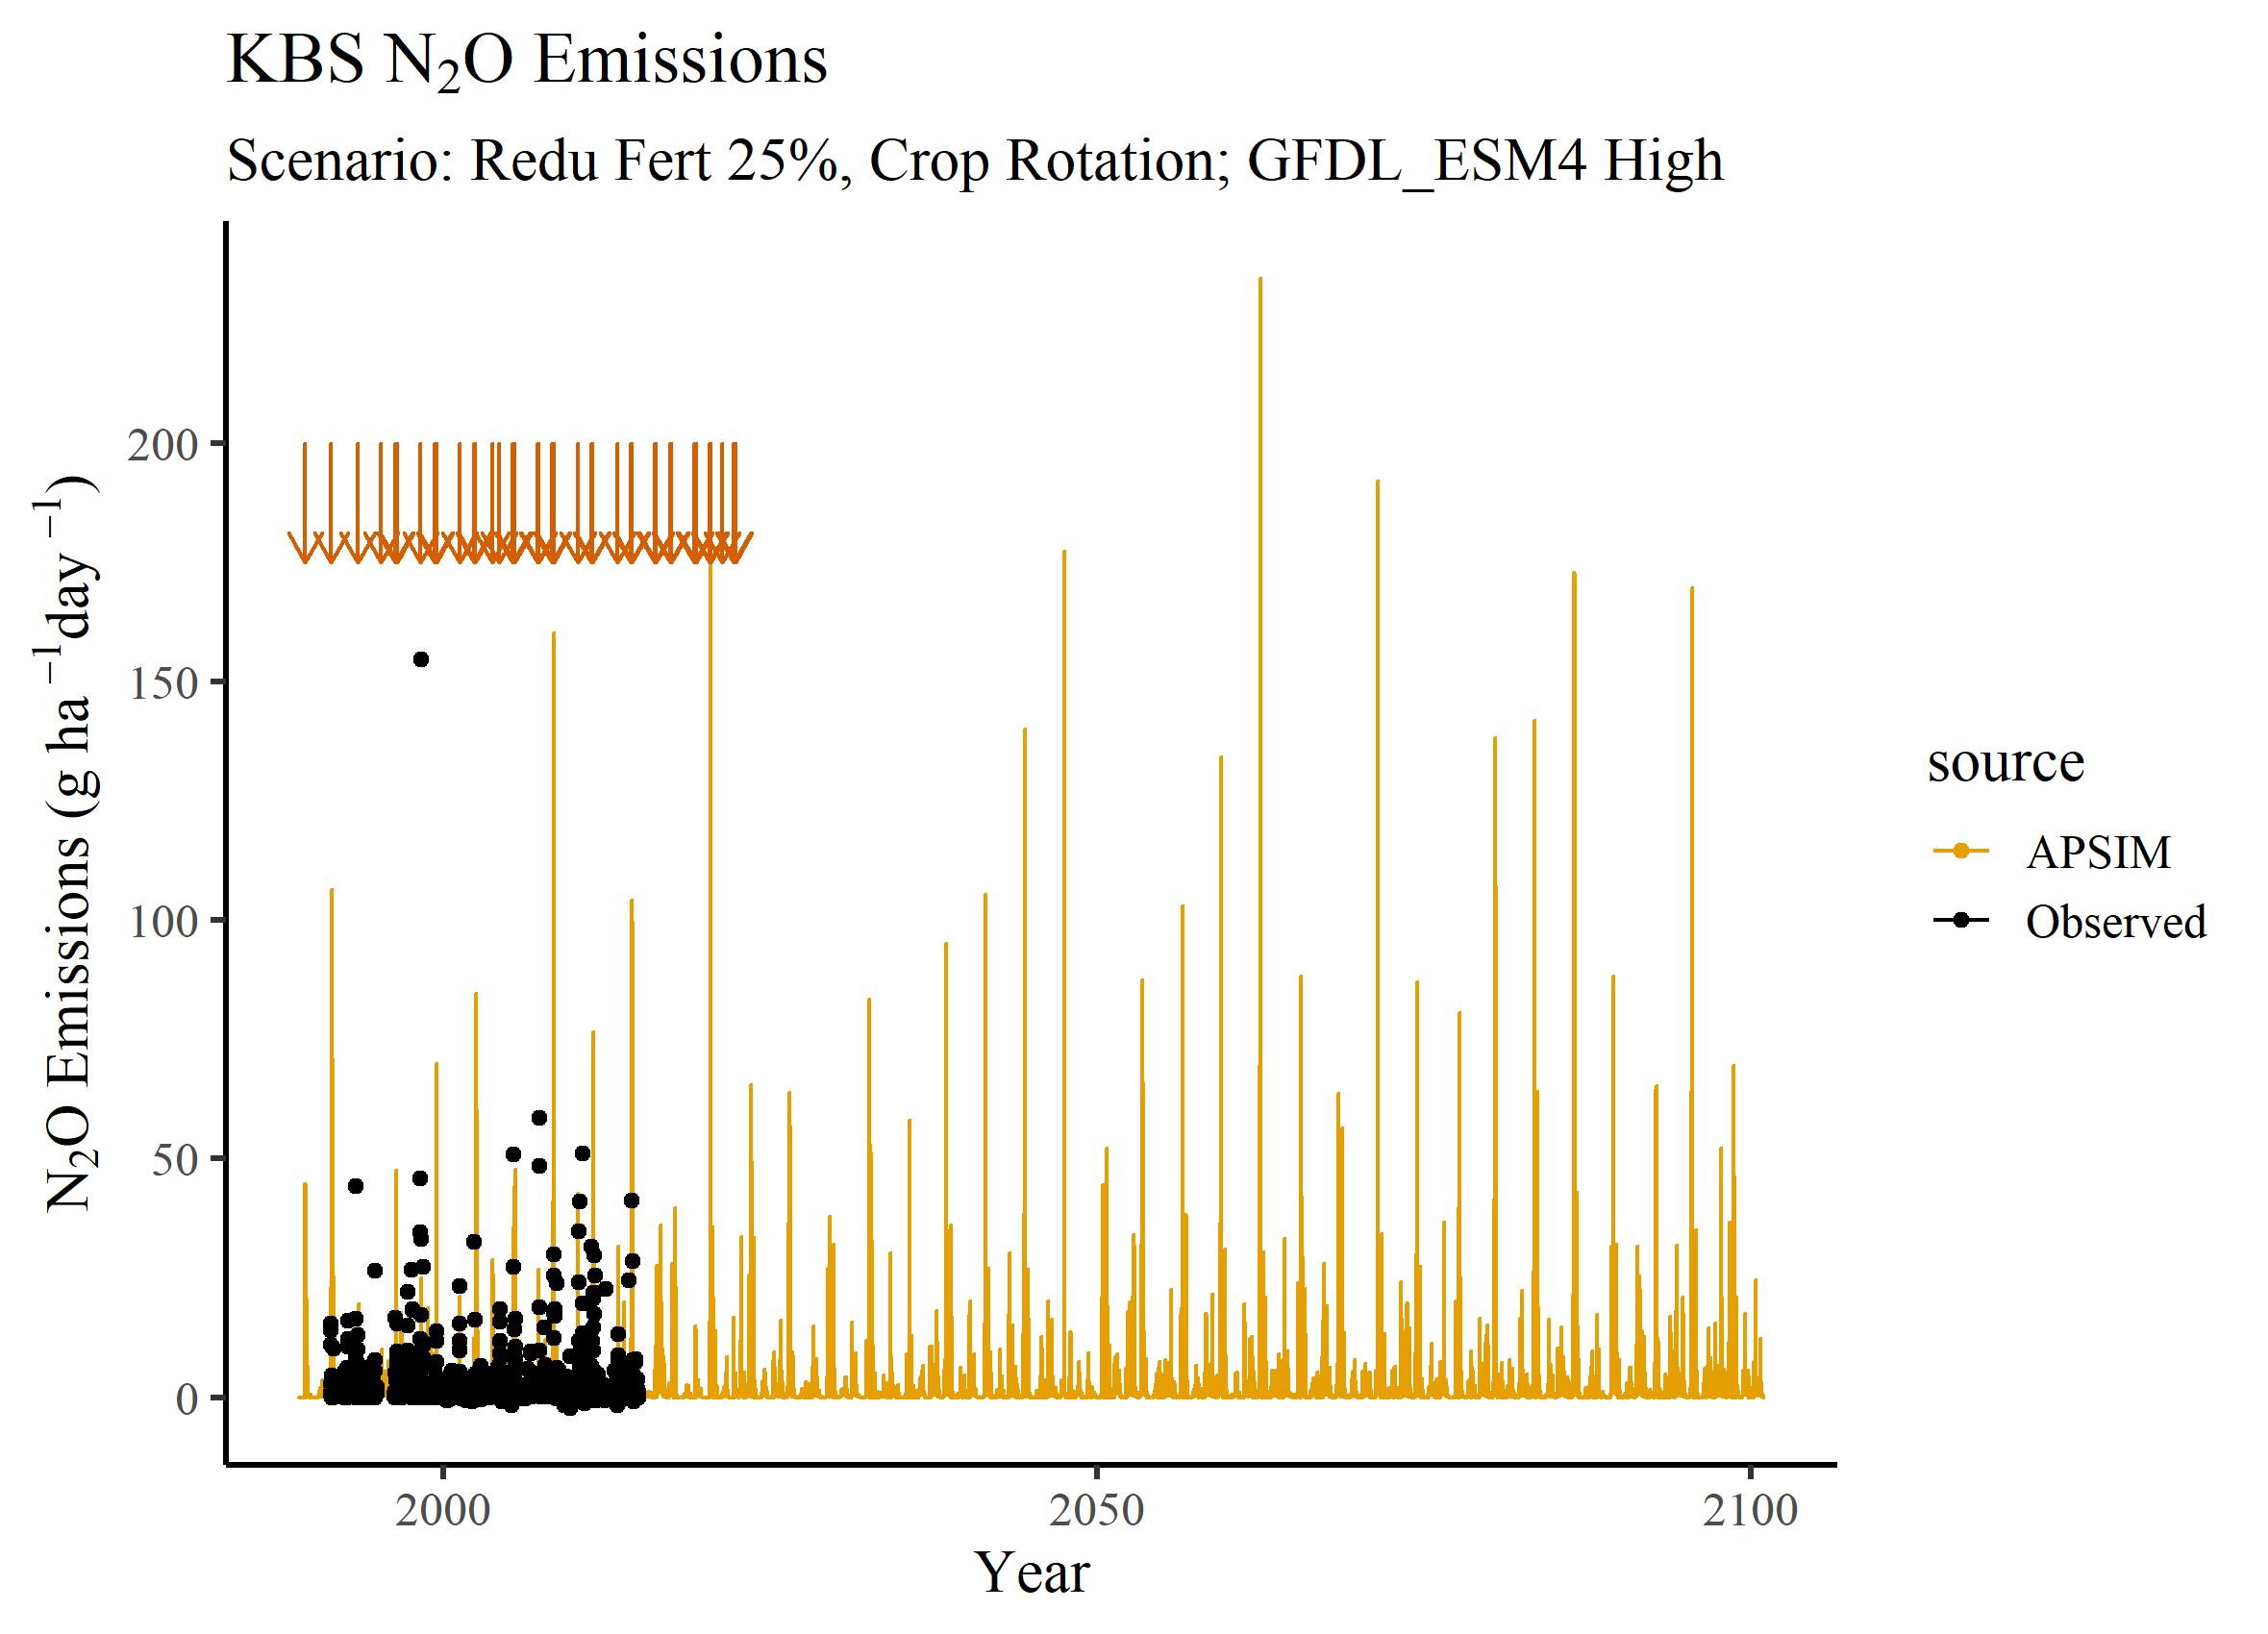 KBS N₂O Emissions
Scenario: Redu Fert 25%, Crop Rotation; GFDL_ESM4 High
N₂O Emissions (g ha⁻¹day⁻¹)
200
150
100
50
0
2000
2050
2100
Year
source
APSIM
Observed